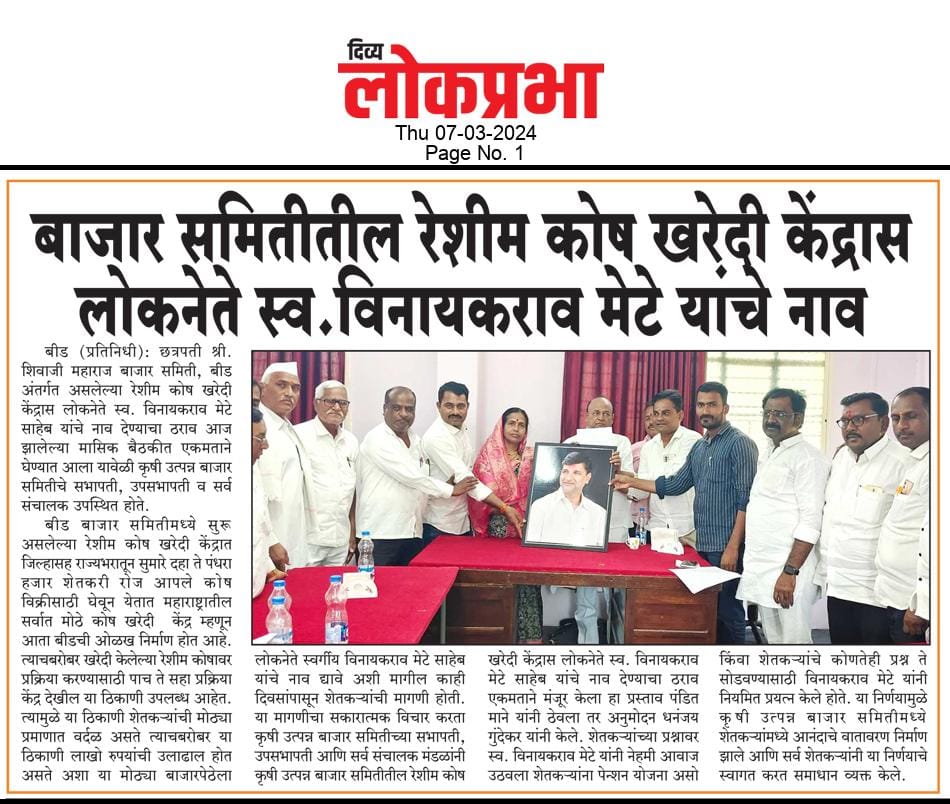 दिव्य
लोकप्रभा
Thu 07-03-2024
Page No. 1
बाजार समितीतील रेशीम कोष खरेदी केंद्रास
लोकनेते स्व.विनायकराव मेटे यांचे नाव
बीड (प्रतिनिधी): छत्रपती श्री.
शिवाजी महाराज बाजार समिती, बीड
अंतर्गत असलेल्या रेशीम कोष खरेदी
केंद्रास लोकनेते स्व. विनायकराव मेटे
साहेब यांचे नाव देण्याचा ठराव आज
झालेल्या मासिक बैठकीत एकमताने
घेण्यात आला यावेळी कृषी उत्पन्न बाजार
समितीचे सभापती, उपसभापती व सर्व
संचालक उपस्थित होते.
बीड बाजार समितीमध्ये सुरू
असलेल्या रेशीम कोष खरेदी केंद्रात
जिल्हासह राज्यभरातून सुमारे दहा ते पंधरा
हजार शेतकरी रोज आपले कोष
विक्रीसाठी घेवून येतात महाराष्ट्रातील
सर्वात मोठे कोष खरेदी केंद्र म्हणून
आता बीडची ओळख निर्माण होत आहे.
त्याचबरोबर खरेदी केलेल्या रेशीम कोषावर
प्रक्रिया करण्यासाठी पाच ते सहा प्रक्रिया
केंद्र देखील या ठिकाणी उपलब्ध आहेत.
त्यामुळे या ठिकाणी शेतकऱ्यांची मोठ्या
प्रमाणात वर्दळ असते त्याचबरोबर या
ठिकाणी लाखो रुपयांची उलाढाल होत
असते अशा या मोठ्या बाजारपेठेला
लोकनेते स्वर्गीय विनायकराव मेटे साहेब
यांचे नाव द्यावे अशी मागील काही
दिवसांपासून शेतकऱ्यांची मागणी होती.
या मागणीचा सकारात्मक विचार करता
कृषी उत्पन्न बाजार समितीच्या सभापती,
उपसभापती आणि सर्व संचालक मंडळांनी
कृषी उत्पन्न बाजार समितीतील रेशीम कोष
खरेदी केंद्रास लोकनेते स्व. विनायकराव
मेटे साहेब यांचे नाव देण्याचा ठराव
एकमताने मंजूर केला हा प्रस्ताव पंडित
माने यांनी ठेवला तर अनुमोदन धनंजय
गुंदेकर यांनी केले. शेतकऱ्यांच्या प्रश्नावर
स्व. विनायकराव मेटे यांनी नेहमी आवाज
उठवला शेतकऱ्यांना पेन्शन योजना असो
किंवा शेतकऱ्यांचे कोणतेही प्रश्न ते
सोडवण्यासाठी विनायकराव मेटे यांनी
नियमित प्रयत्न केले होते. या निर्णयामुळे
कृषी उत्पन्न बाजार समितीमध्ये
शेतकऱ्यांमध्ये आनंदाचे वातावरण निर्माण
झाले आणि सर्व शेतकऱ्यांनी या निर्णयाचे
स्वागत करत समाधान व्यक्त केले.